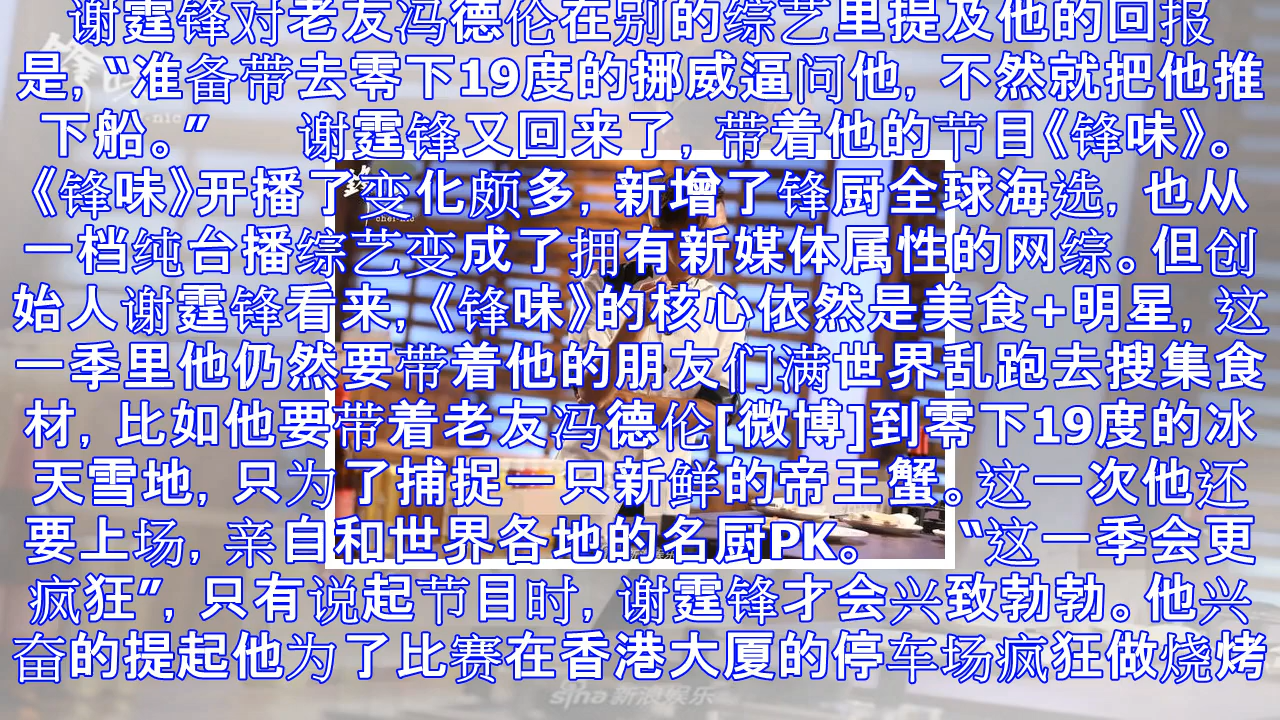 谢霆锋对老友冯德伦在别的综艺里提及他的回报
是，“准备带去零下19度的挪威逼问他，不然就把他推
下船。” 谢霆锋又回来了，带着他的节目《锋味》。
《锋味》开播了变化颇多，新增了锋厨全球海选，也从
一档纯台播综艺变成了拥有新媒体属性的网综。但创
始人谢霆锋看来，《锋味》的核心依然是美食+明星，这
一季里他仍然要带着他的朋友们满世界乱跑去搜集食
材，比如他要带着老友冯德伦[微博]到零下19度的冰
天雪地，只为了捕捉一只新鲜的帝王蟹。这一次他还
要上场，亲自和世界各地的名厨PK。 “这一季会更
疯狂”，只有说起节目时，谢霆锋才会兴致勃勃。他兴
奋的提起他为了比赛在香港大厦的停车场疯狂做烧烤
chef·nic
sina 新浪娱乐